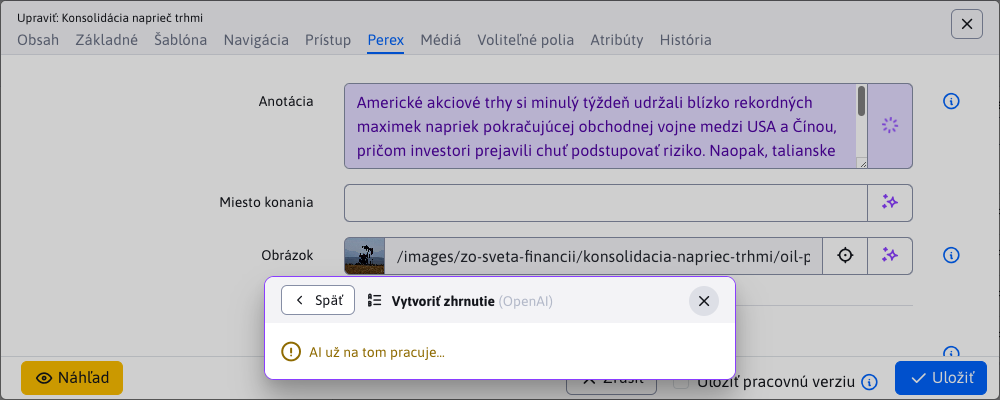 Upraviť: Konsolidácia naprieč trhmi
Obsah Základné Šablóna Navigácia Prístup Perex Médiá Voliteľné polia Atribúty História
Anotácia
Americké akciové trhy si minulý týždeň udržali blízko rekordných
maximek napriek pokračujúcej obchodnej vojne medzi USA a Čínou,
pričom investori prejavili chuť podstupovať riziko. Naopak, talianske
Miesto konania
Obrázok
/images/zo-sveta-financii/konsolidacia-napriec-trhmi/oil-p
Späť
Vytvoriť zhrnutie (OpenAI)
AI už na tom pracuje...
Náhľad
Zrušiť
Uložiť pracovnú verziu
Uložiť